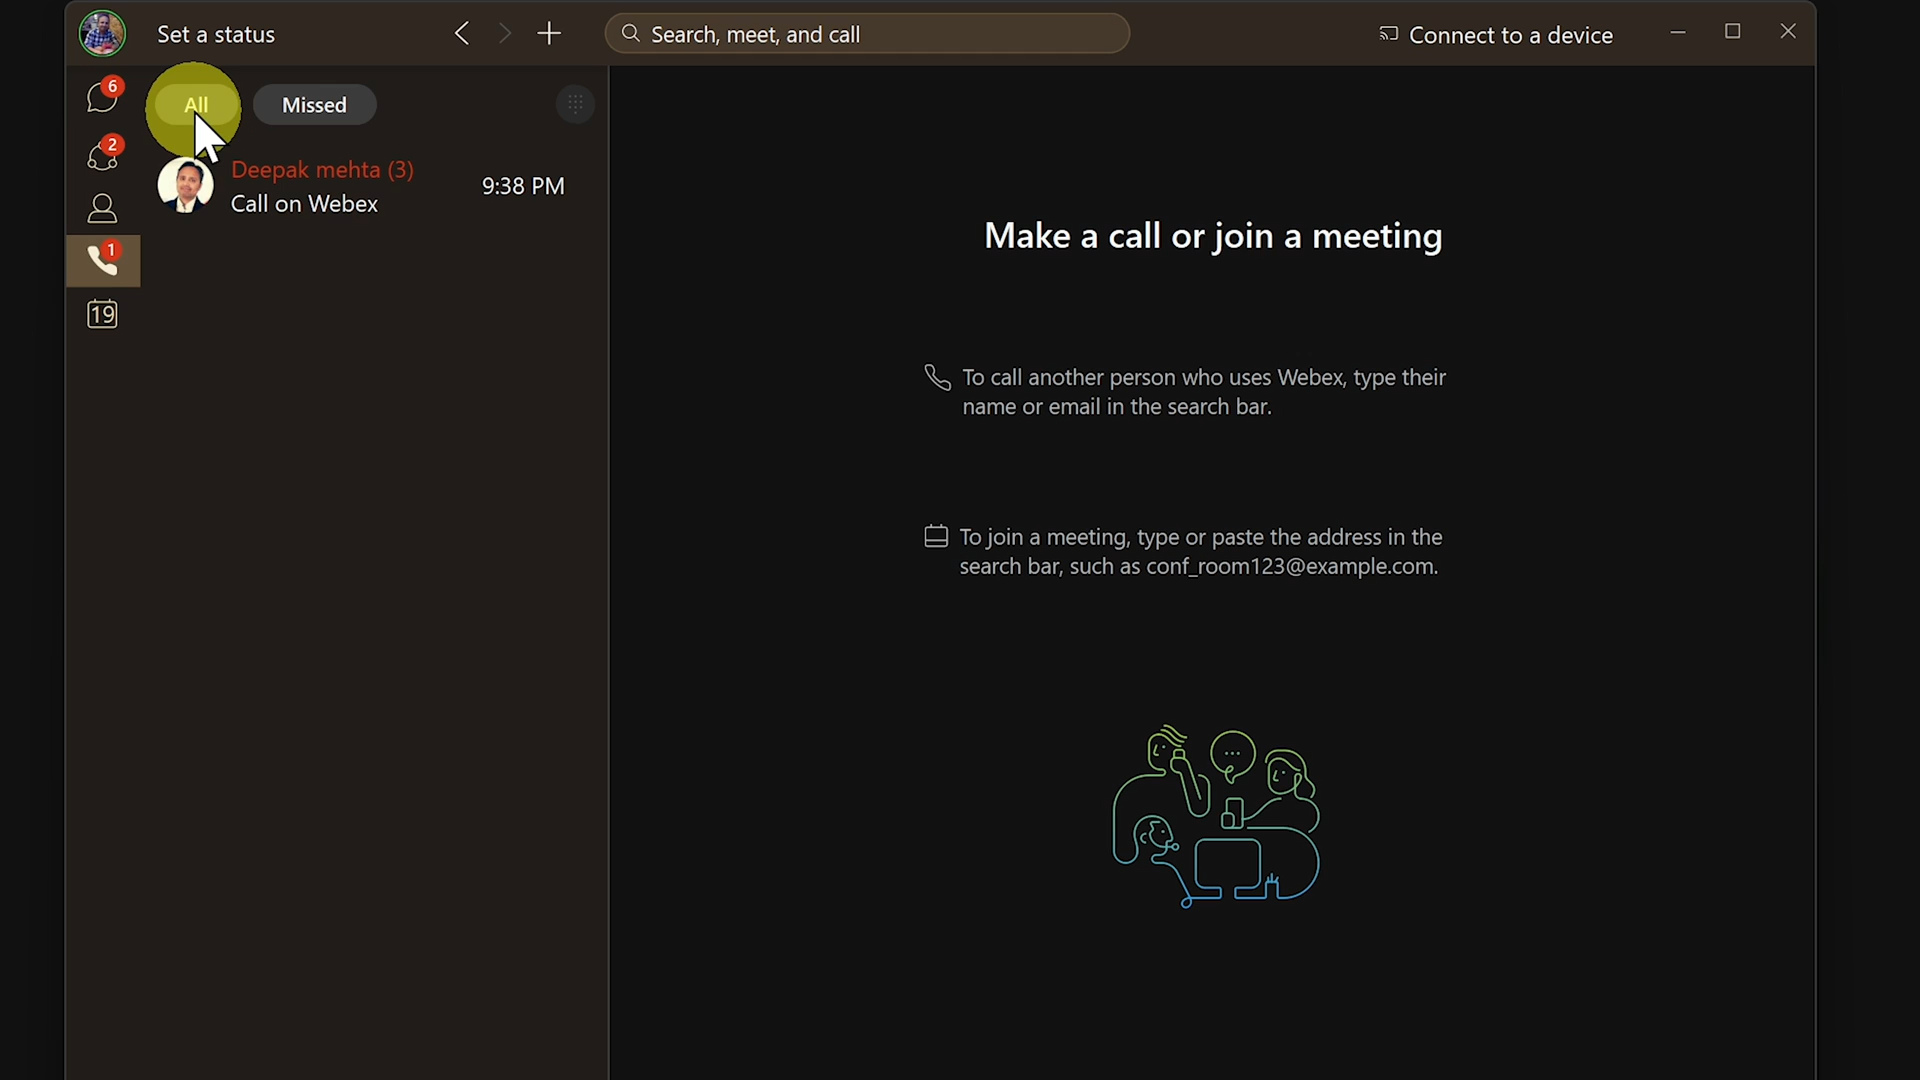 Set a status
Search, meet, and call
Connect to a device
6
2
1
19
All
Missed
Deepak mehta (3)
Call on Webex
9:38 PM
Make a call or join a meeting
To call another person who uses Webex, type their
name or email in the search bar.
To join a meeting, type or paste the address in the
search bar, such as conf_room123@example.com.